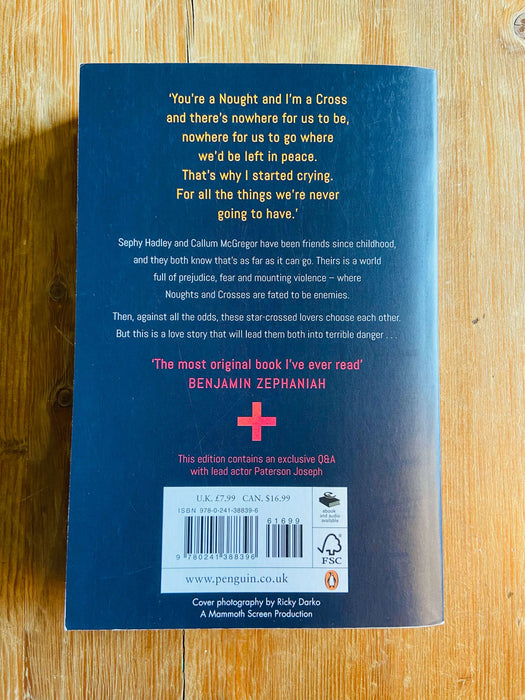 ‘You’re a Nought and I’m a Cross
and there’s nowhere for us to be,
nowhere for us to go where
we’d be left in peace.
That’s why I started crying.
For all the things we’re never
going to have.’
Sephy Hadley and Callum McGregor have been friends since childhood,
and they both know that’s as far as it can go. Theirs is a world
full of prejudice, fear and mounting violence – where
Noughts and Crosses are fated to be enemies.
Then, against all the odds, these star-crossed lovers choose each other.
But this is a love story that will lead them both into terrible danger . . .
‘The most original book I’ve ever read’
BENJAMIN ZEPHANIAH
This edition contains an exclusive Q&A
with lead actor Paterson Joseph
U.K. £7.99 CAN. $16.99
ISBN 978-0-241-38839-6
61699
9 780241 388396
ebook
and audio
available
FSC
www.penguin.co.uk
Cover photography by Ricky Darko
A Mammoth Screen Production